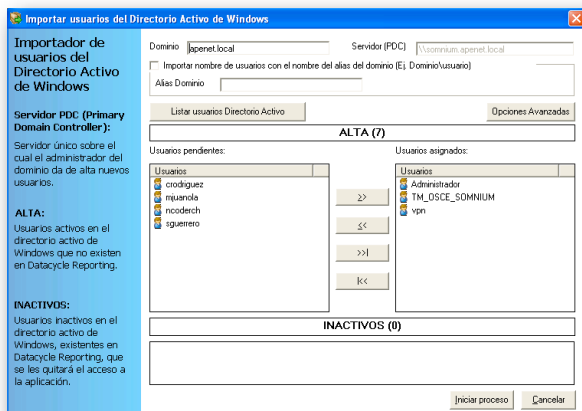 Importar usuarios del Directorio Activo de Windows
Importador de
usuarios del
Directorio Activo
de Windows
Servidor PDC (Primary
Domain Controller):
Servidor único sobre el
cual el administrador del
dominio da de alta nuevos
usuarios.
ALTA:
Usuarios activos en el
directorio activo de
Windows que no existen
en Datacycle Reporting.
INACTIVOS:
Usuarios inactivos en el
directorio activo de
Windows, existentes en
Datacycle Reporting, que
se les quitará el acceso a
la aplicación.
Dominio apenet.local Servidor (PDC) \\somnium.apenet.local
Importar nombre de usuarios con el nombre del alias del dominio (Ej. Dominio\usuario)
Alias Dominio
Listar usuarios Directorio Activo Opciones Avanzadas
ALTA (7)
Usuarios pendientes: Usuarios asignados:
Usuarios Usuarios
crodriguez Administrador
mjuanola TM_OSCE_SOMNIUM
ncoderch vpn
sguerrero
>>
<<
>>|
|<<
INACTIVOS (0)
Iniciar proceso Cancelar